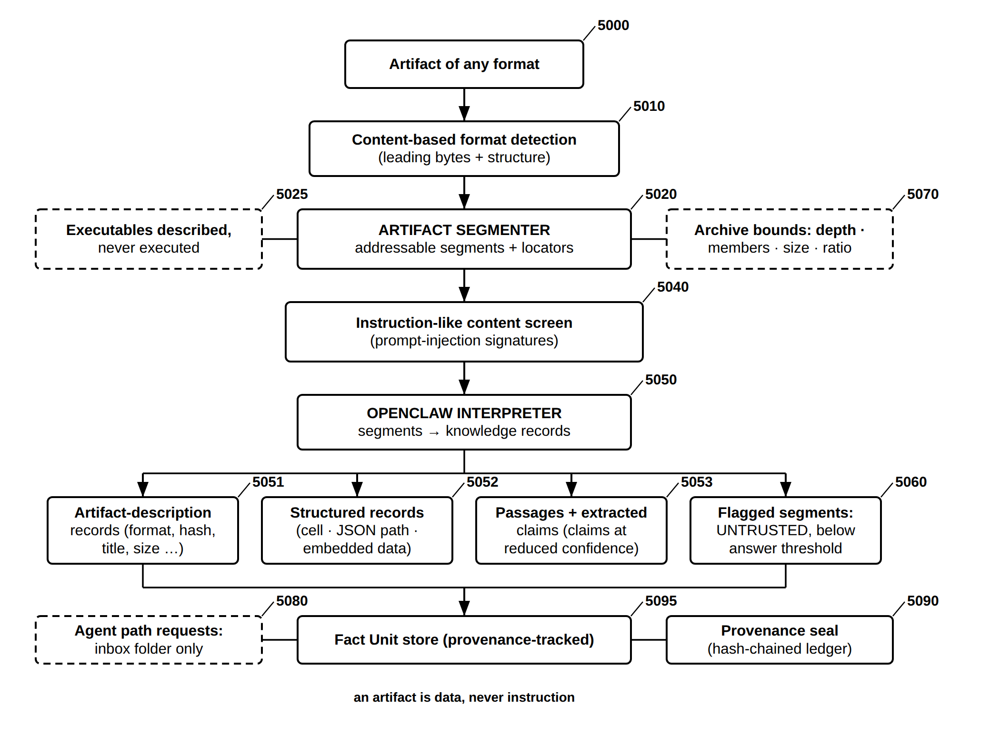 5000
Artifact of any format
5010
Content-based format detection
(leading bytes + structure)
5025
5020
5070
Executables described,
never executed
ARTIFACT SEGMENTER
addressable segments + locators
Archive bounds: depth ·
members · size · ratio
5040
Instruction-like content screen
(prompt-injection signatures)
5050
OPENCLAW INTERPRETER
segments → knowledge records
5051
5052
5053
5060
Artifact-description
records (format, hash,
title, size …)
Structured records
(cell · JSON path ·
embedded data)
Passages + extracted
claims (claims at
reduced confidence)
Flagged segments:
UNTRUSTED, below
answer threshold
5080
5095
5090
Agent path requests:
inbox folder only
Fact Unit store (provenance-tracked)
Provenance seal
(hash-chained ledger)
an artifact is data, never instruction